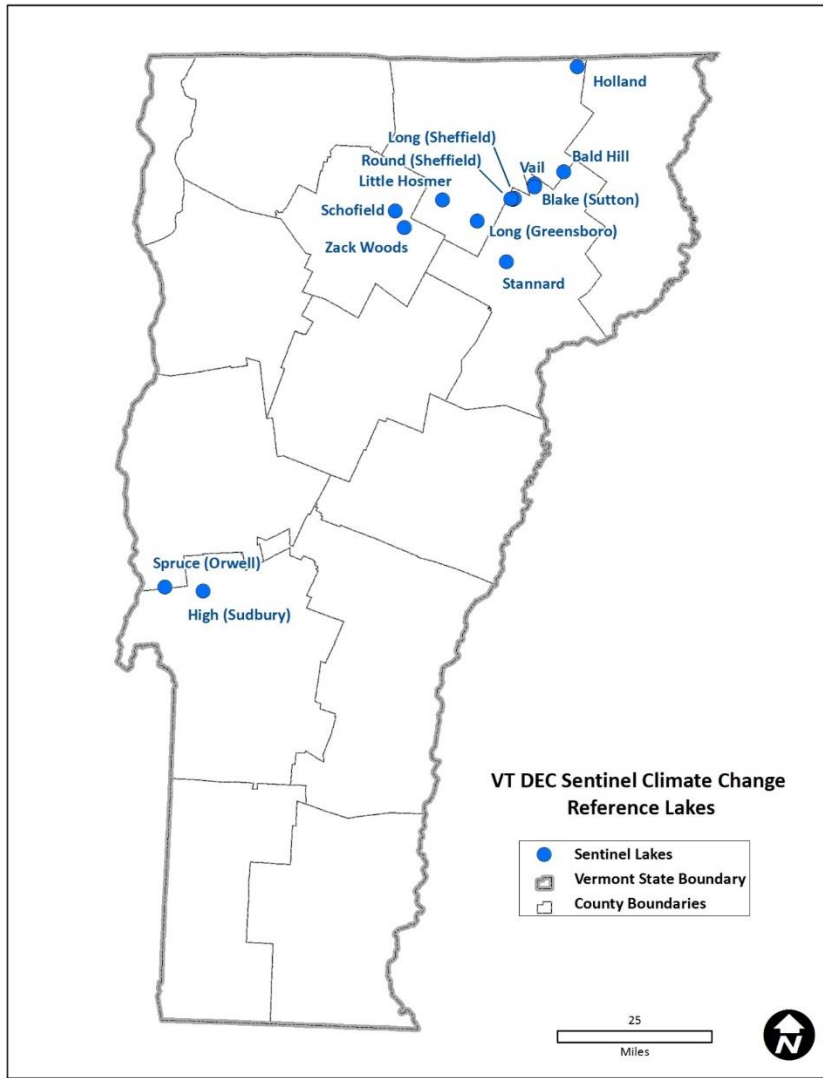 Holland
Long (Sheffield)
Round (Sheffield)
Vail
Bald Hill
Little Hosmer
Blake (Sutton)
Schofield
Long (Greensboro)
Zack Woods
Stannard
Spruce (Orwell)
High (Sudbury)
VT DEC Sentinel Climate Change
Reference Lakes
Sentinel Lakes
Vermont State Boundary
County Boundaries
25
Miles
N